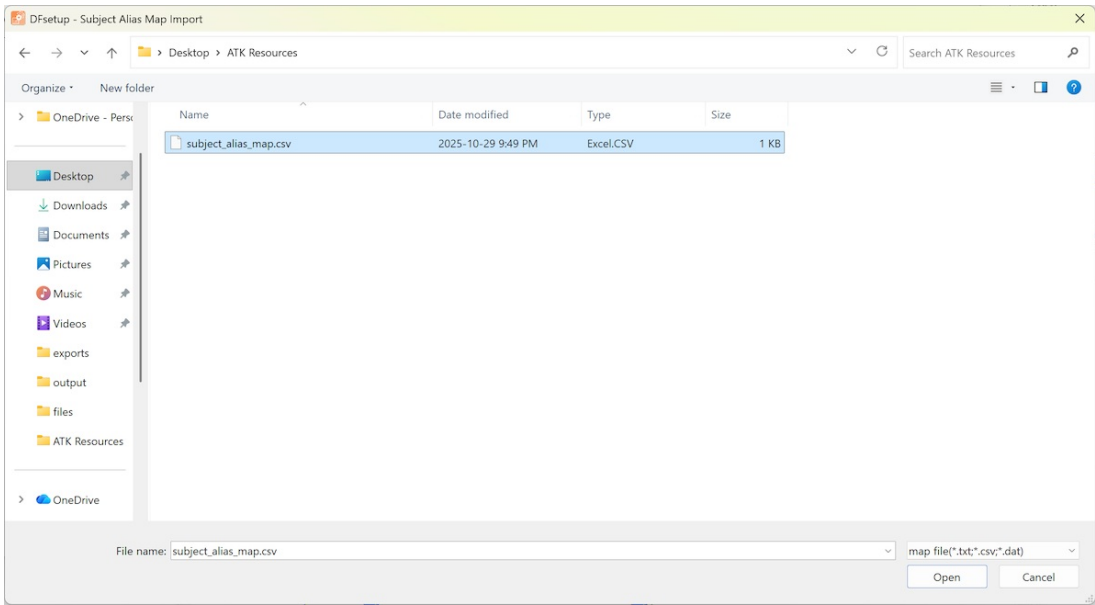 DFsetup - Subject Alias Map Import
Desktop > ATK Resources
Search ATK Resources
Organize
New folder
OneDrive - Perso
Name
Date modified
Type
Size
subject_alias_map.csv
2025-10-29 9:49 PM
Excel.CSV
1 KB
Desktop
Downloads
Documents
Pictures
Music
Videos
exports
output
files
ATK Resources
OneDrive
File name: subject_alias_map.csv
map file(*.txt;*.csv;*.dat)
Open
Cancel